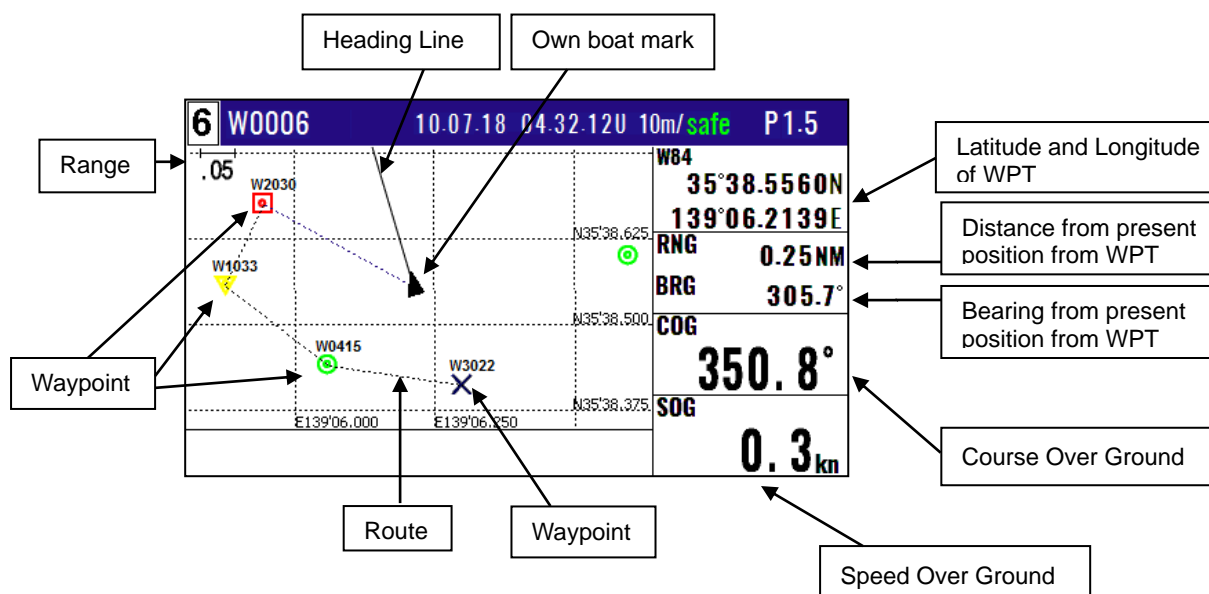 Heading Line
Own boat mark
6 W0006 10.07.18 04.32.12U 10m/safe P1.5
Range
.05
W2030
W1033
W0415
W3022
N35°38.625
N35°38.500
N35°38.375
E139°06.000
E139°06.250
W84
35°38.5560N
139°06.2139E
RNG
0.25NM
BRG
305.7°
COG
350.8°
SOG
0.3kn
Latitude and Longitude
of WPT
Distance from present
position from WPT
Bearing from present
position from WPT
Waypoint
Course Over Ground
Route
Waypoint
Speed Over Ground